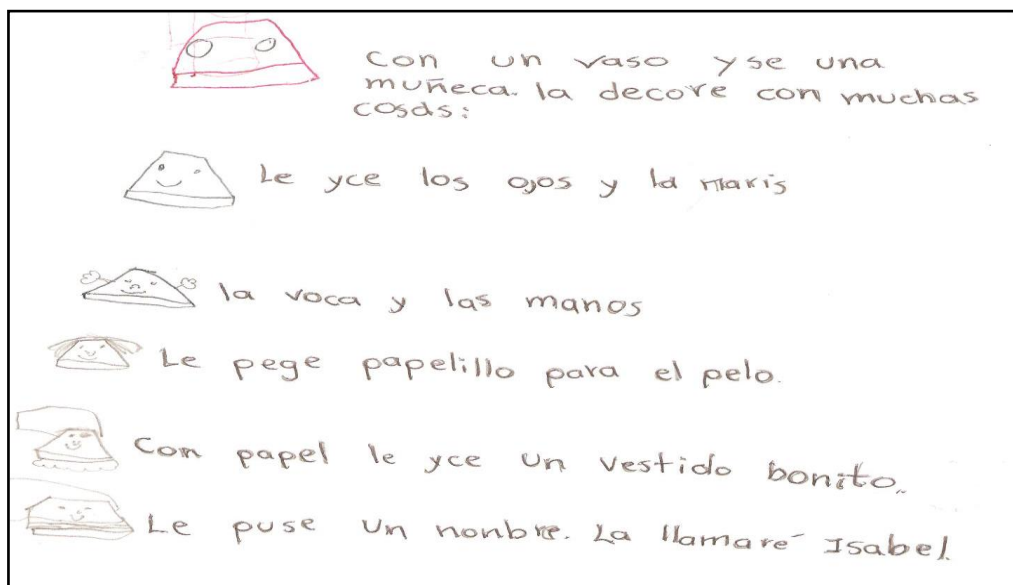 Con un vaso yse una
muñeca. la decore con muchas
cosas:
Le yce los ojos y la naris
la voca y las manos
Le pege papelillo para el pelo.
Con papel le yce un vestido bonito.
Le puse un nonbre. La llamaré Isabel.